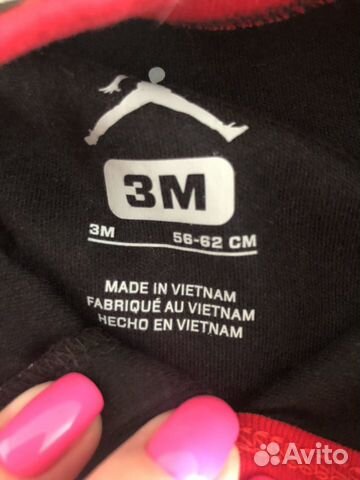 3M
3M 56-62 CM
MADE IN VIETNAM
FABRIQUÉ AU VIETNAM
HECHO EN VIETNAM
Avito